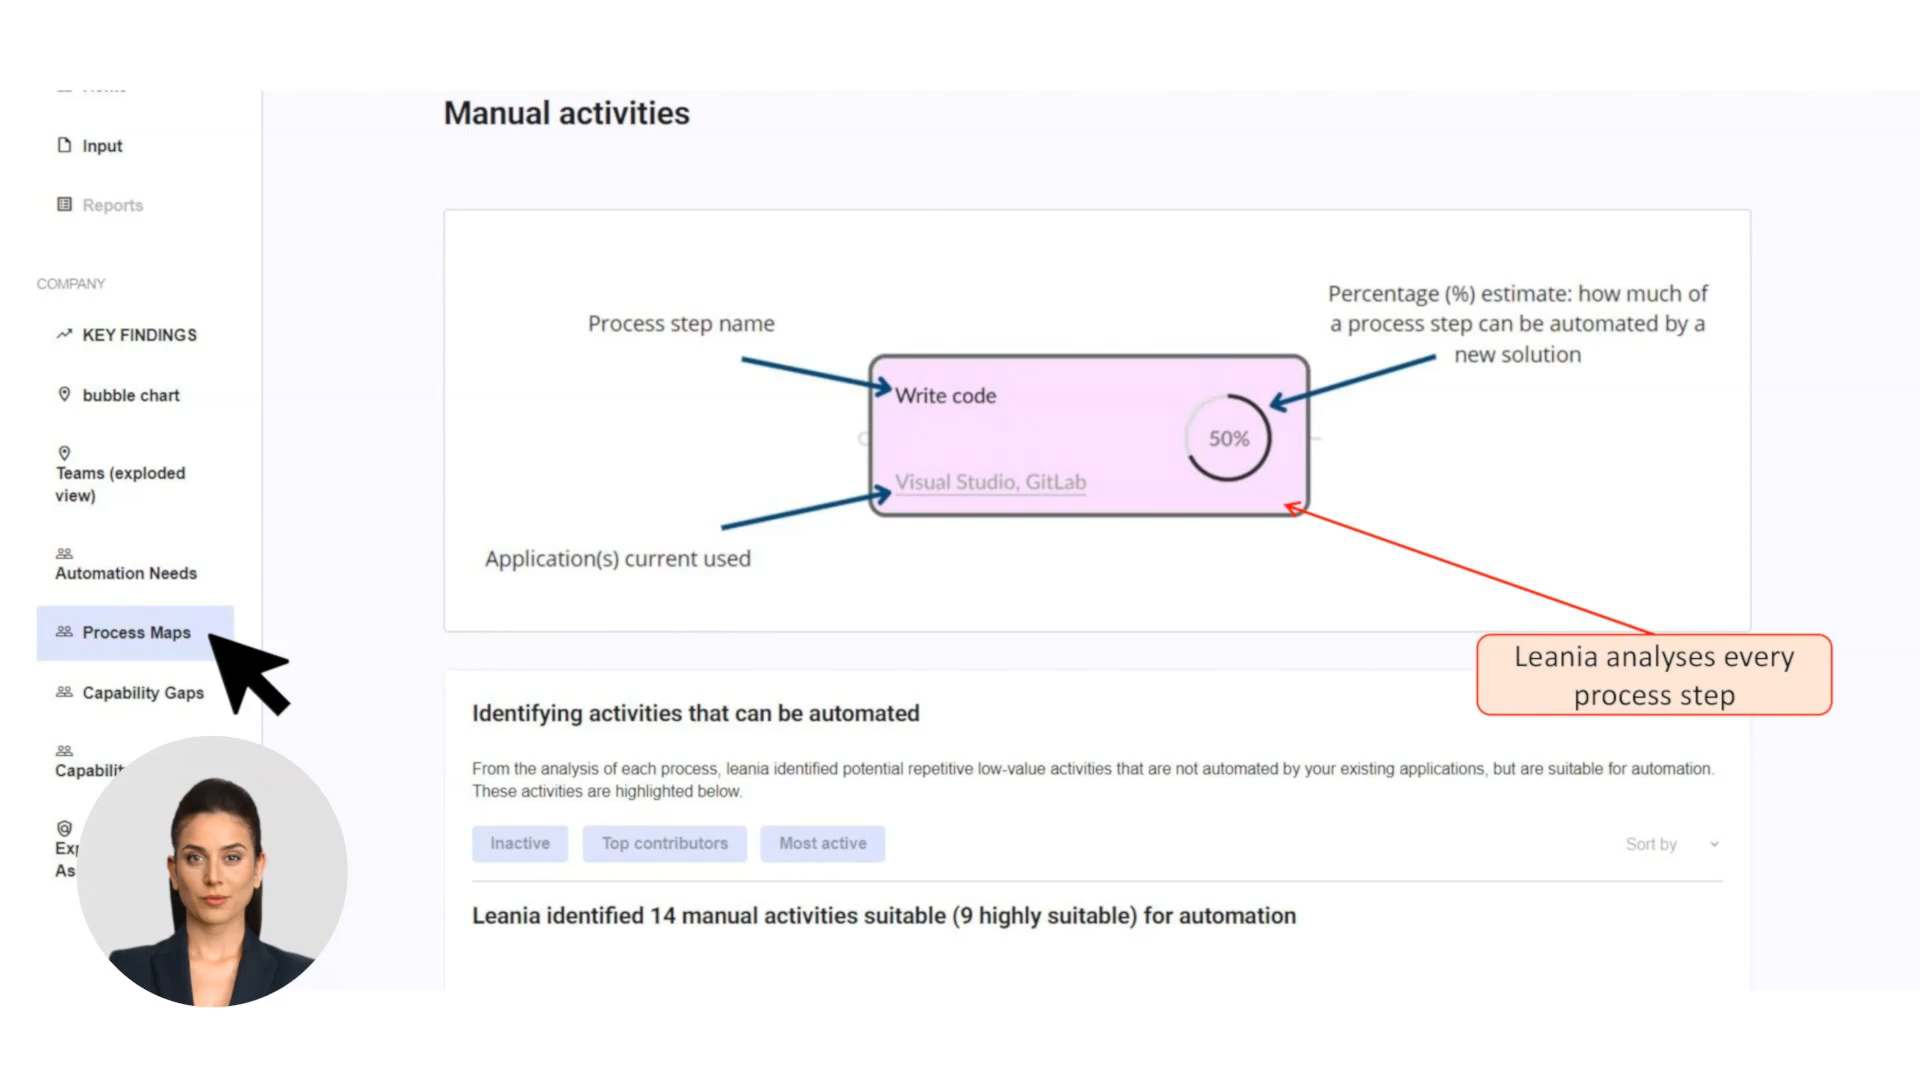 Manual activities
Input
Reports
COMPANY
KEY FINDINGS
bubble chart
Teams (exploded
view)
Automation Needs
Process Maps
Capability Gaps
Process step name
Percentage (%) estimate: how much of
a process step can be automated by a
new solution
Write code
50%
Visual Studio, GitLab
Application(s) current used
Leania analyses every
process step
Identifying activities that can be automated
From the analysis of each process, leania identified potential repetitive low-value activities that are not automated by your existing applications, but are suitable for automation.
These activities are highlighted below.
Inactive
Top contributors
Most active
Sort by
Leania identified 14 manual activities suitable (9 highly suitable) for automation